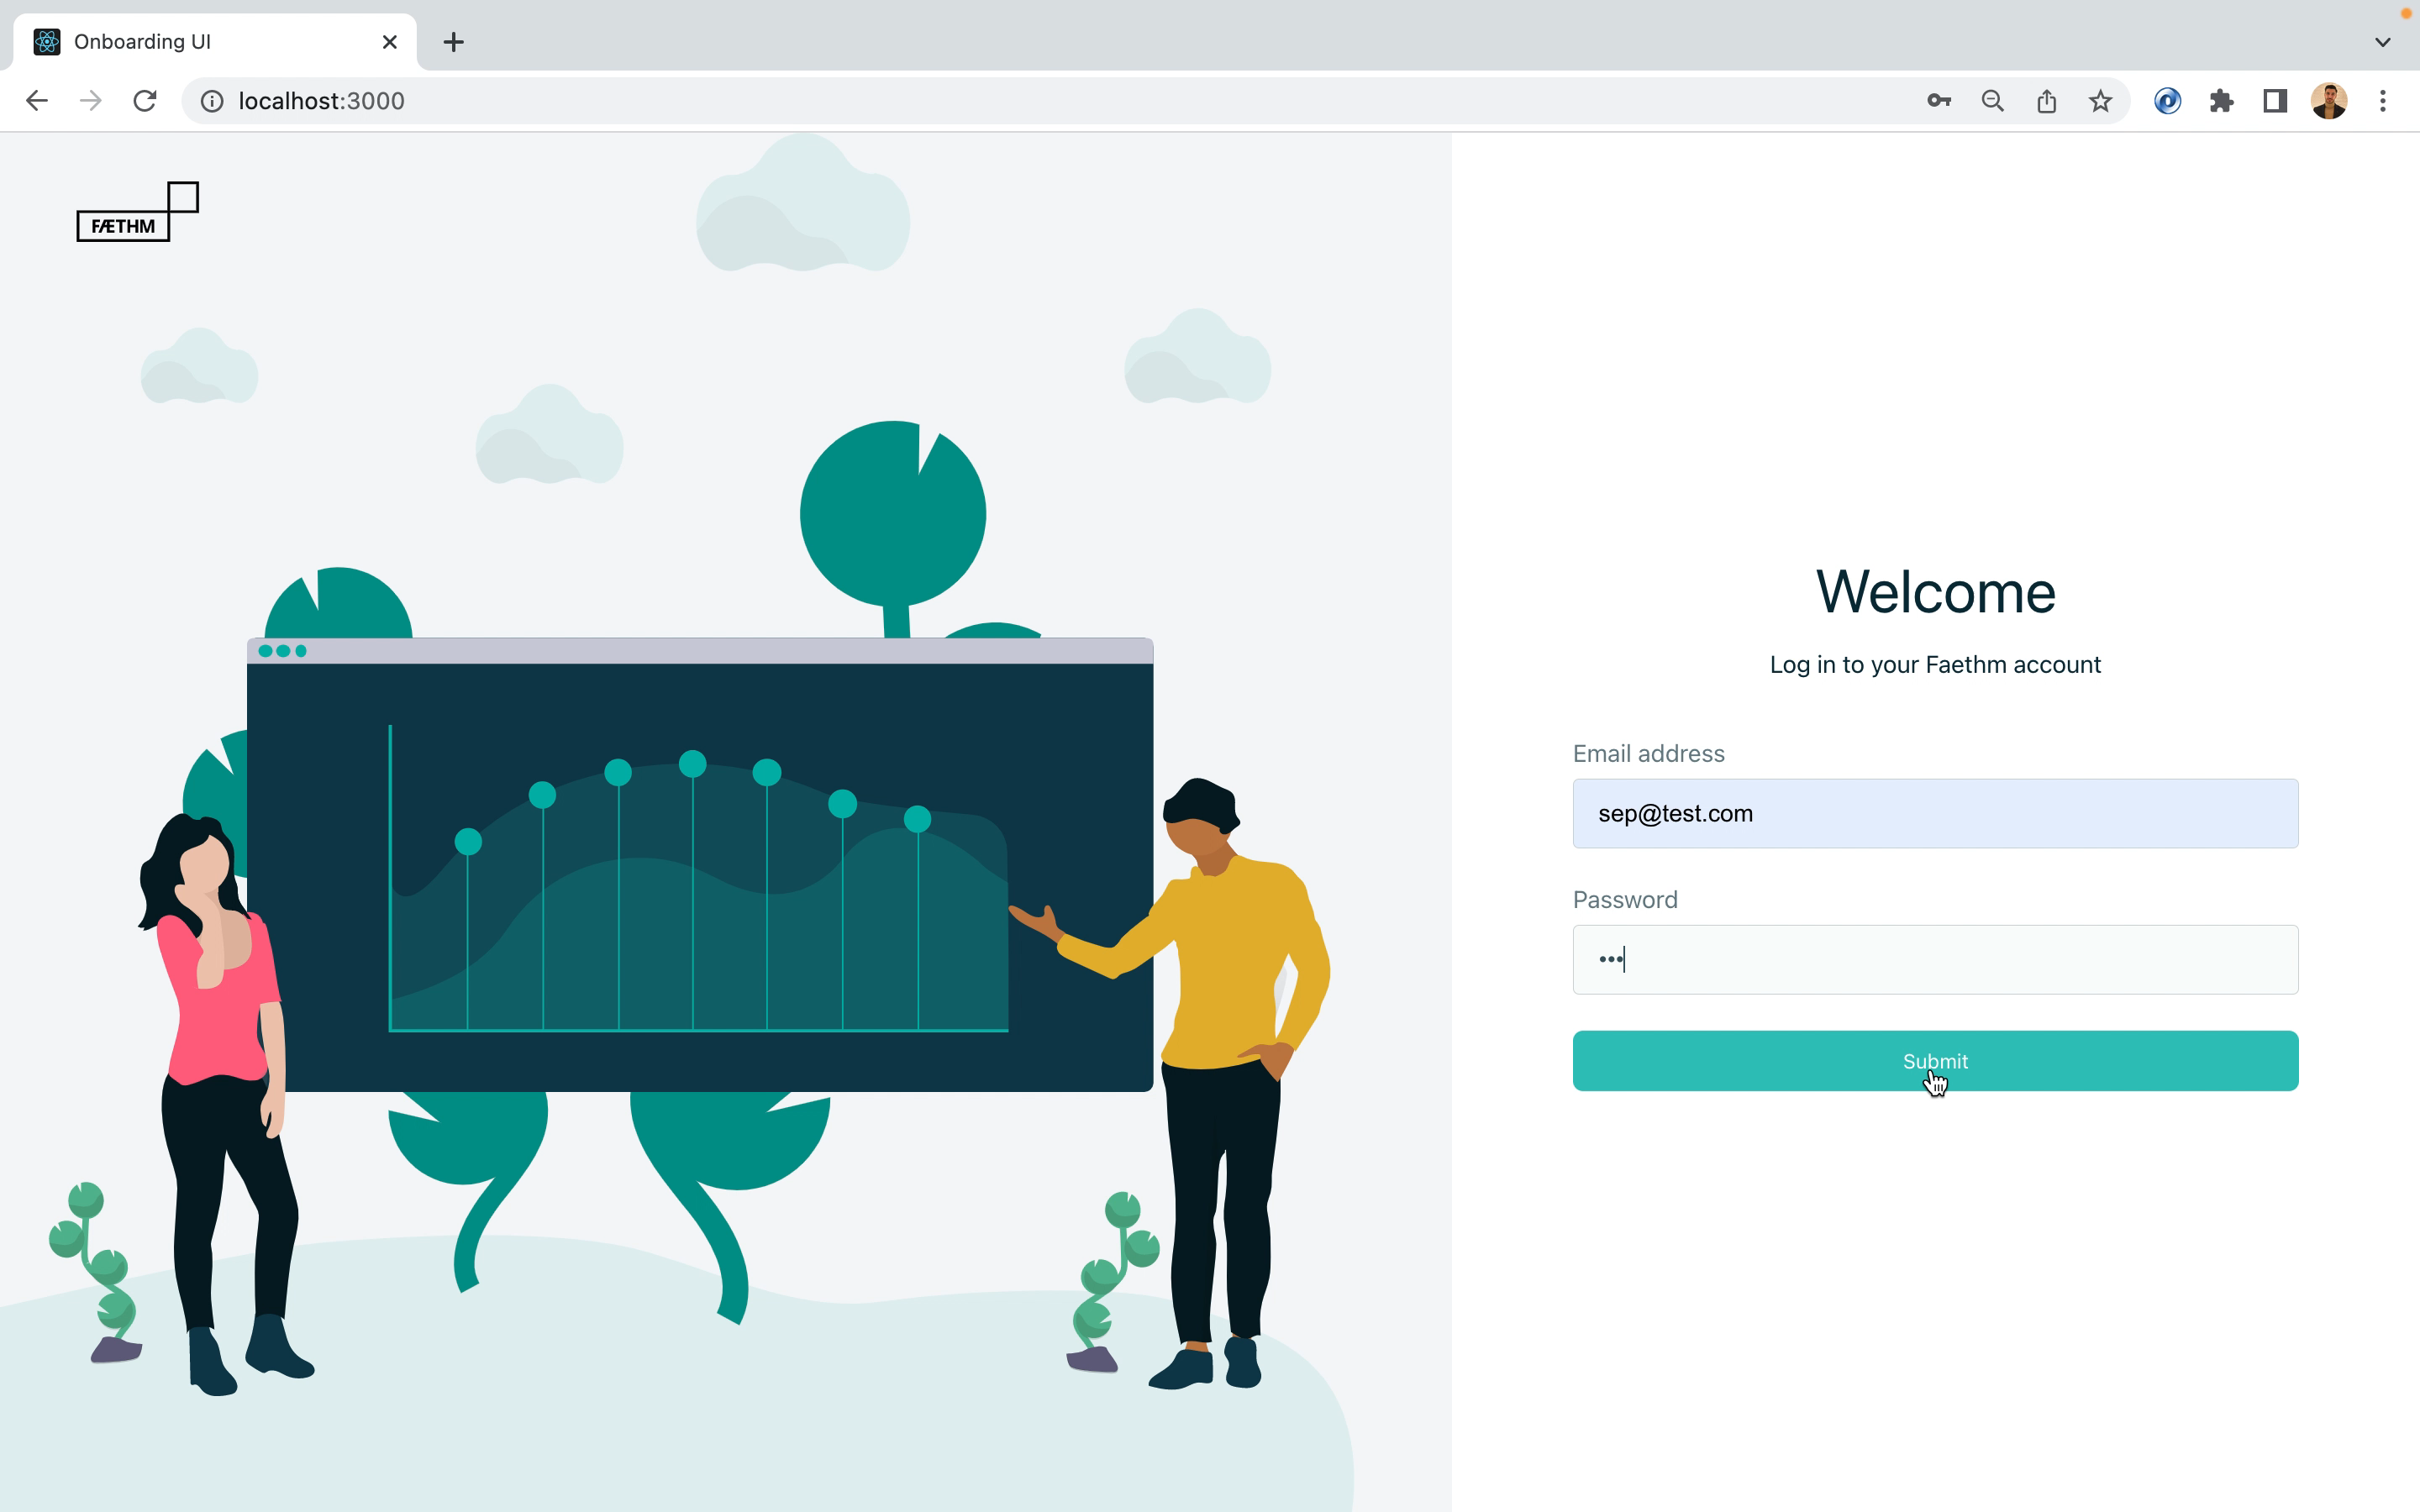 Onboarding UI
localhost:3000
FÆTHM
Welcome
Log in to your Faethm account
Email address
sep@test.com
Password
•••
Submit